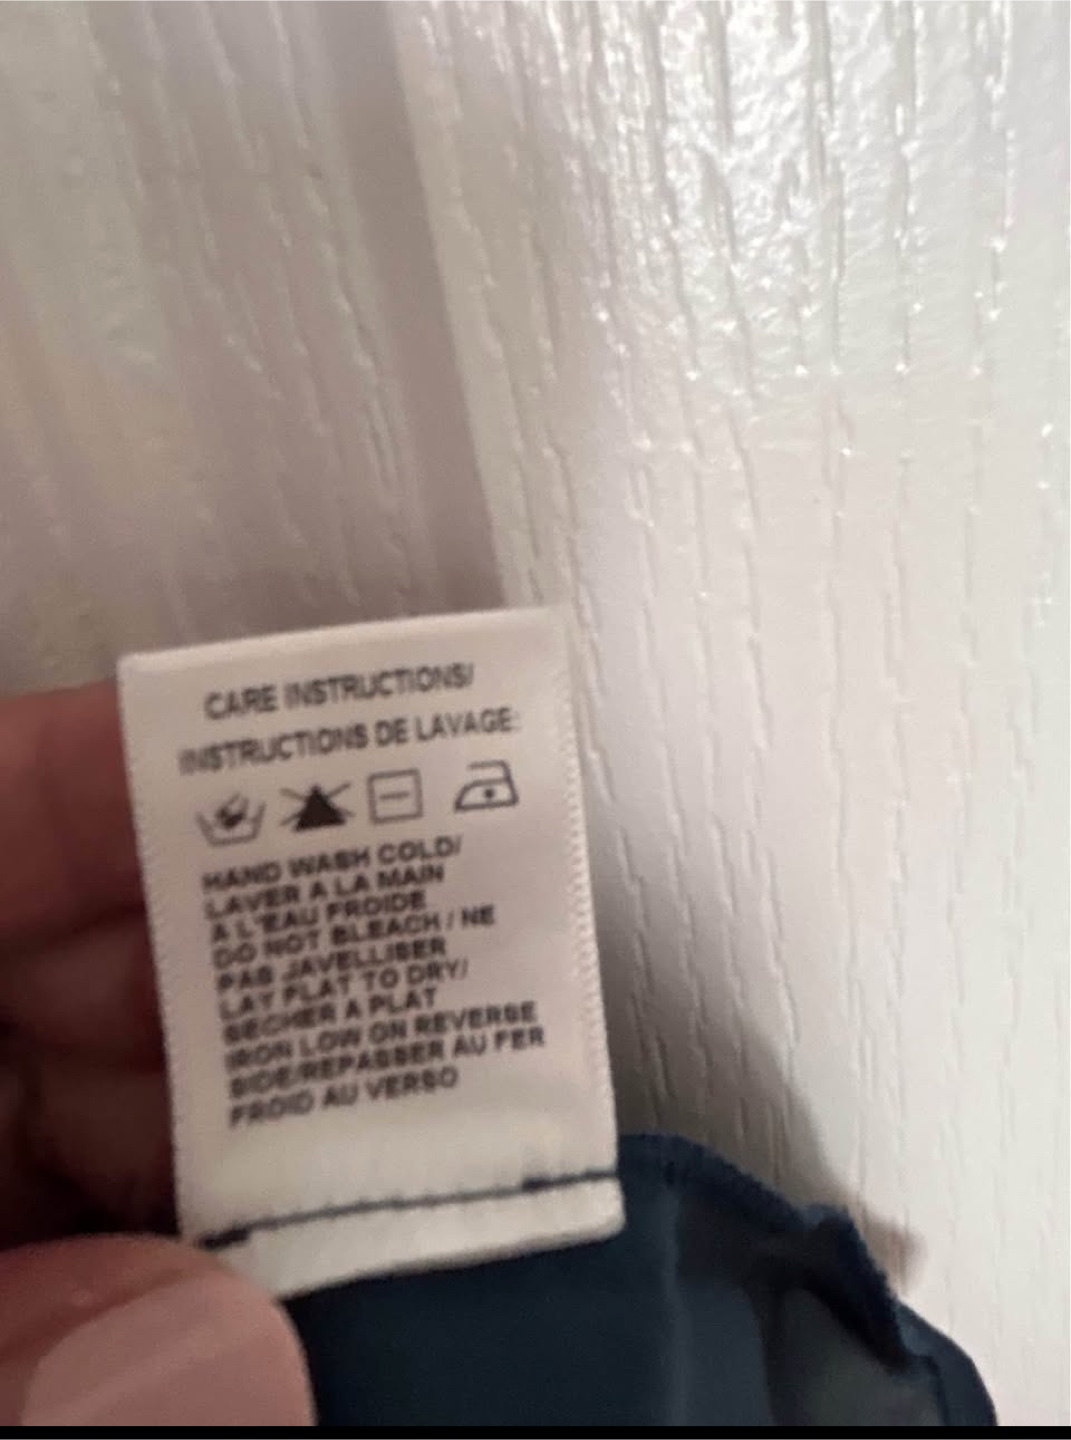 CARE INSTRUCTIONS/
INSTRUCTIONS DE LAVAGE:
HAND WASH COLD/
LAVER A LA MAIN
A L'EAU FROIDE
DO NOT BLEACH / NE
PAS JAVELLISER
LAY FLAT TO DRY/
SECHER A PLAT
IRON LOW ON REVERSE
SIDE/REPASSER AU FER
FROID AU VERSO